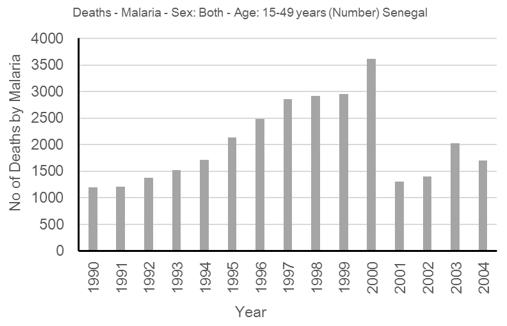 Deaths - Malaria - Sex: Both - Age: 15-49 years (Number) Senegal
No of Deaths by Malaria
4000
3500
3000
2500
2000
1500
1000
500
0
1990 1991 1992 1993 1994 1995 1996 1997 1998 1999 2000 2001 2002 2003 2004
Year